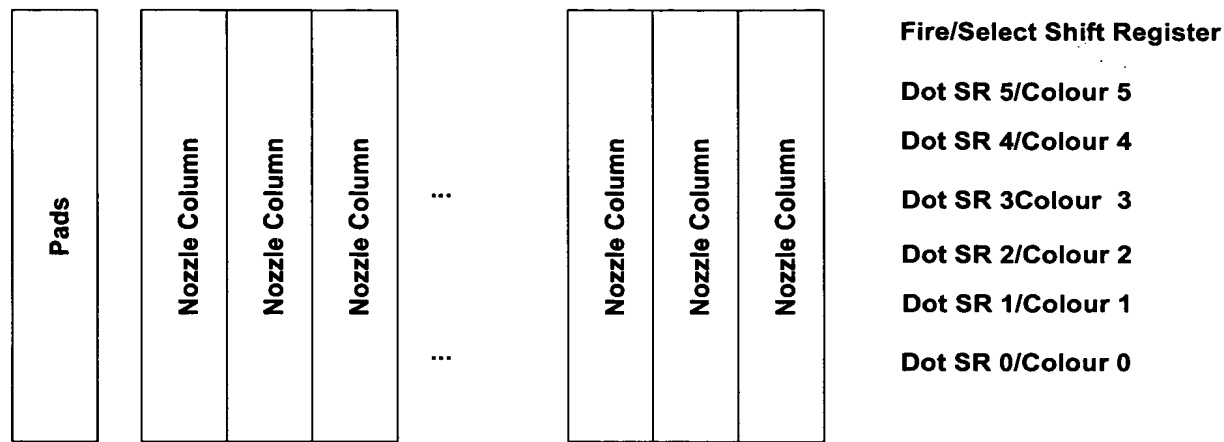 Pads
Nozzle Column
Nozzle Column
Nozzle Column
...
...
Nozzle Column
Nozzle Column
Nozzle Column
Fire/Select Shift Register
Dot SR 5/Colour 5
Dot SR 4/Colour 4
Dot SR 3Colour 3
Dot SR 2/Colour 2
Dot SR 1/Colour 1
Dot SR 0/Colour 0